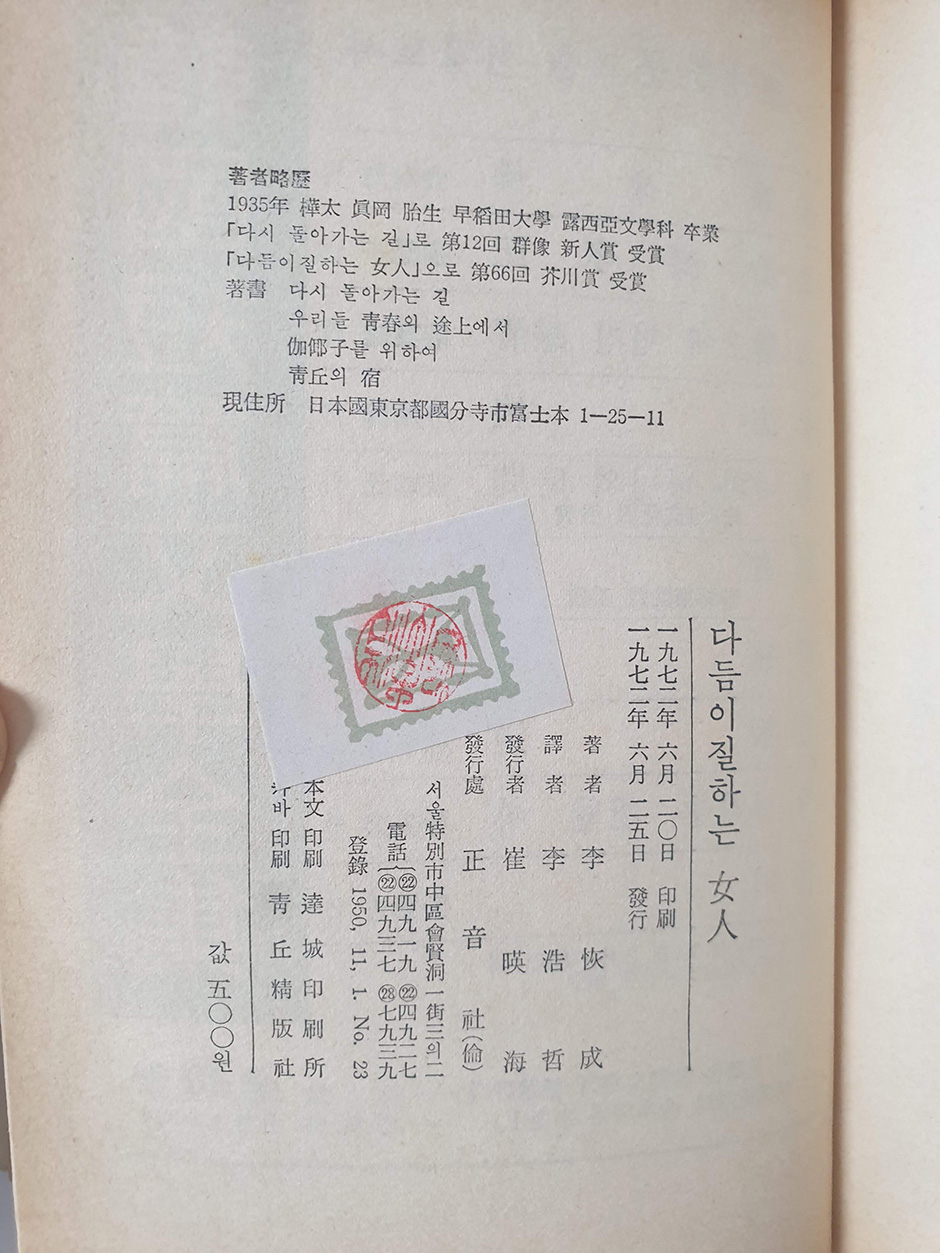 著者略歷
1935年 樺太 眞岡 胎生 早稻田大學 露西亞文學科 卒業
「다시 돌아가는 길」로 第12回 群像 新人賞 受賞
「다듬이질하는 女人」으로 第66回 芥川賞 受賞
著書 다시 돌아가는 길
우리들 靑春의 途上에서
伽倻子를 위하여
靑丘의 宿
現住所 日本國東京都國分寺市富士本 1—25—11
다듬이질하는 女人
一九七二年 六月 二〇日 印刷
一九七二年 六月 二五日 發行
著者 李恢成
譯者 李浩哲
發行者 崔暎海
發行處 正音社(倫)
서울特別市中區會賢洞一街三의二
電話 ㉒四九一九 ㉒四九二七
㉒四九三七 ㉘七九三九
登錄 1950, 11, 1. No. 23
本文 印刷 達城印刷所
바 印刷 靑丘精版社
값 五〇〇원